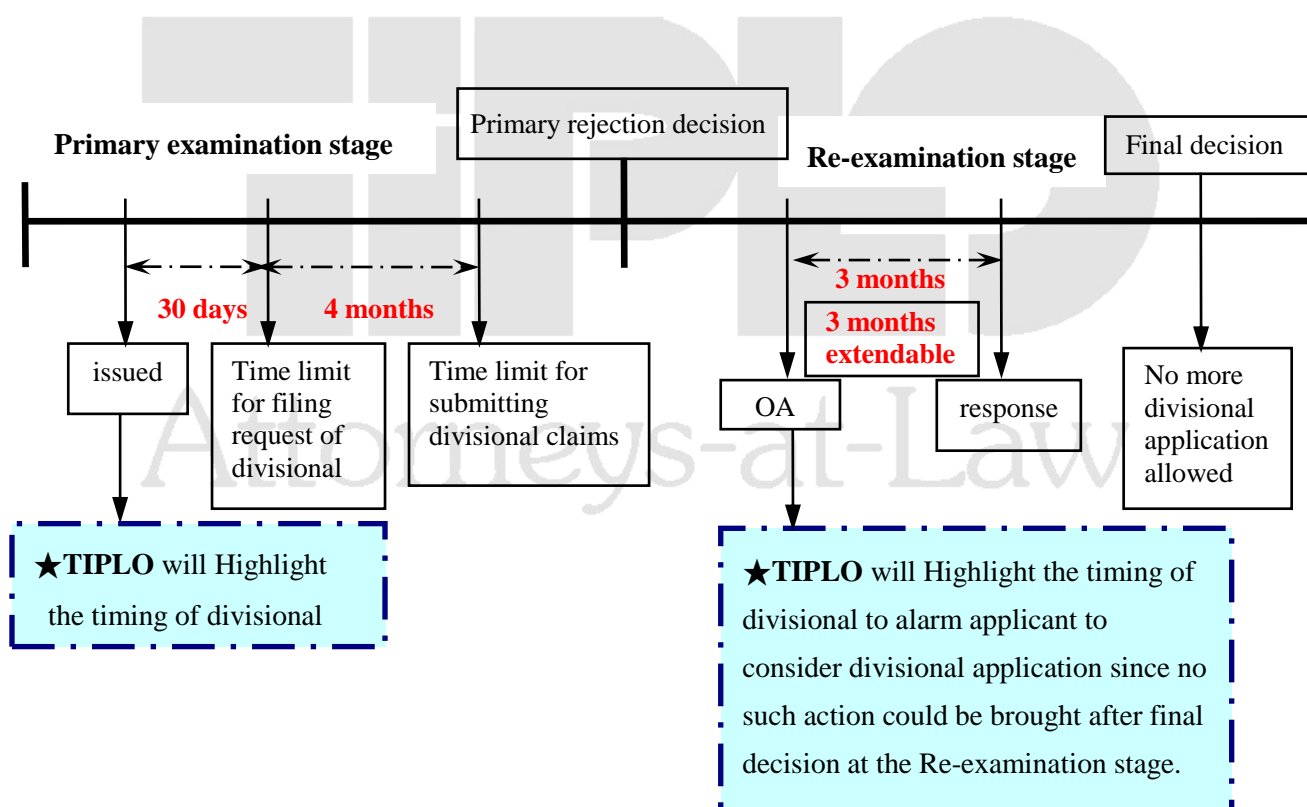 TIPLO
Attorneys-at-Law
Primary examination stage
Primary rejection decision
Re-examination stage
Final decision
30 days
4 months
3 months
3 months
extendable
issued
Time limit
for filing
request of
divisional
Time limit for
submitting
divisional claims
OA
response
No more
divisional
application
allowed
★TIPLO will Highlight
the timing of divisional
★TIPLO will Highlight the timing of
divisional to alarm applicant to
consider divisional application since no
such action could be brought after final
decision at the Re-examination stage.